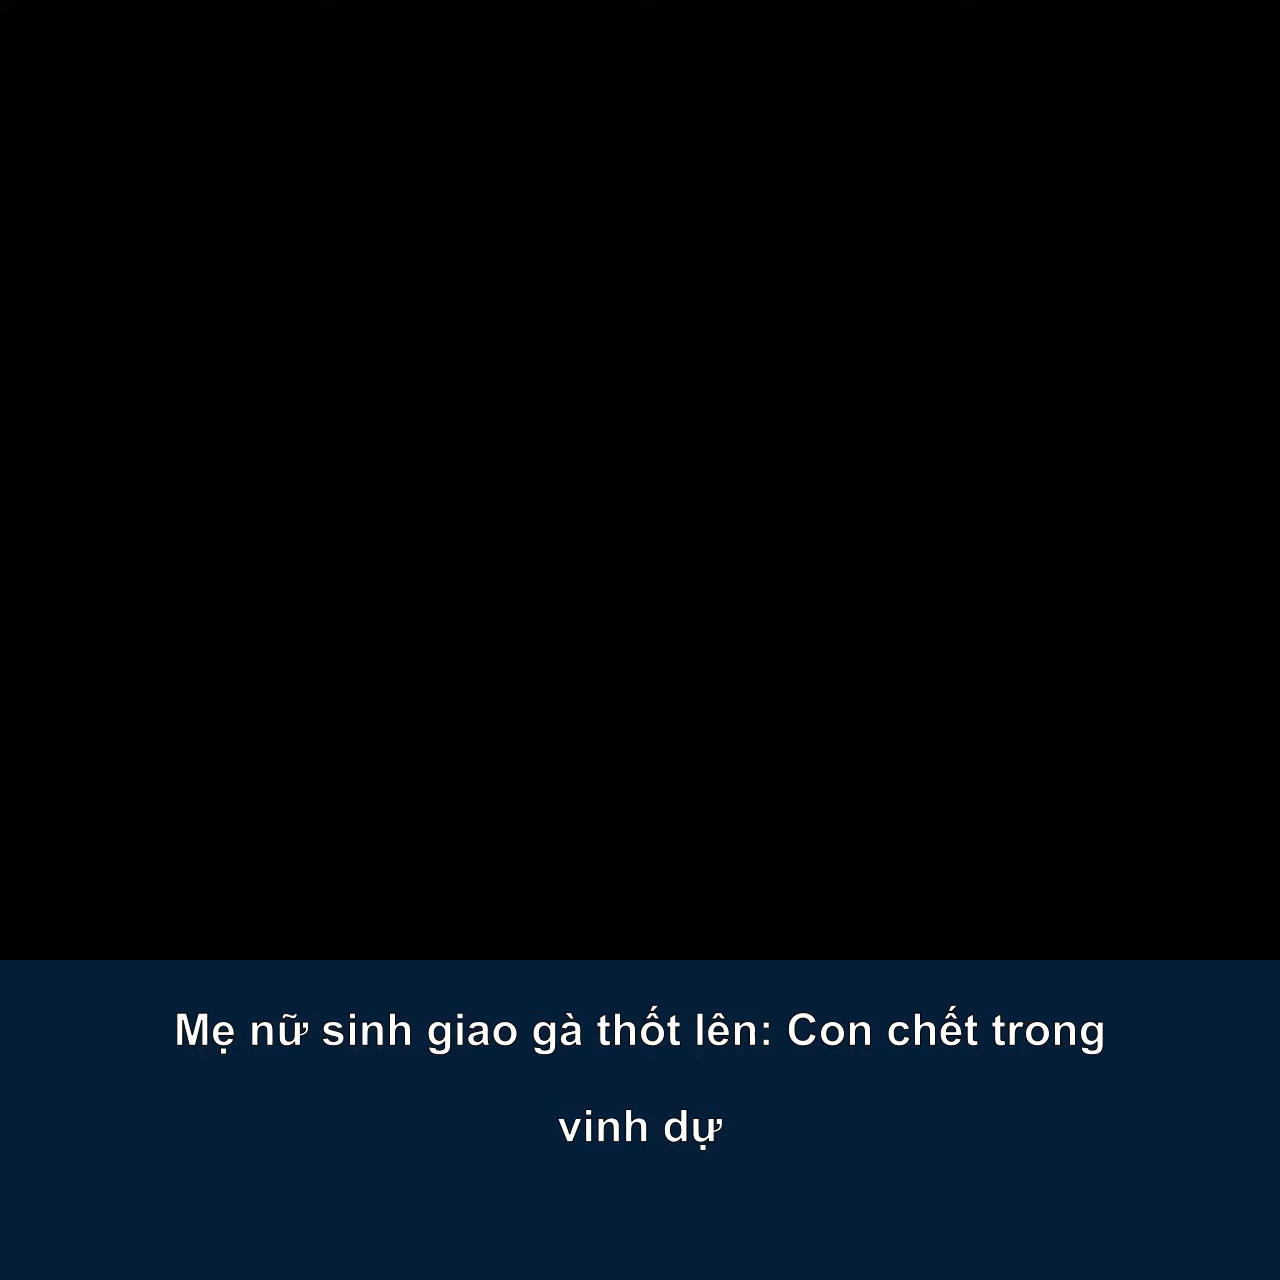 Mẹ nữ sinh giao gà thốt lên: Con chết trong
vinh dự